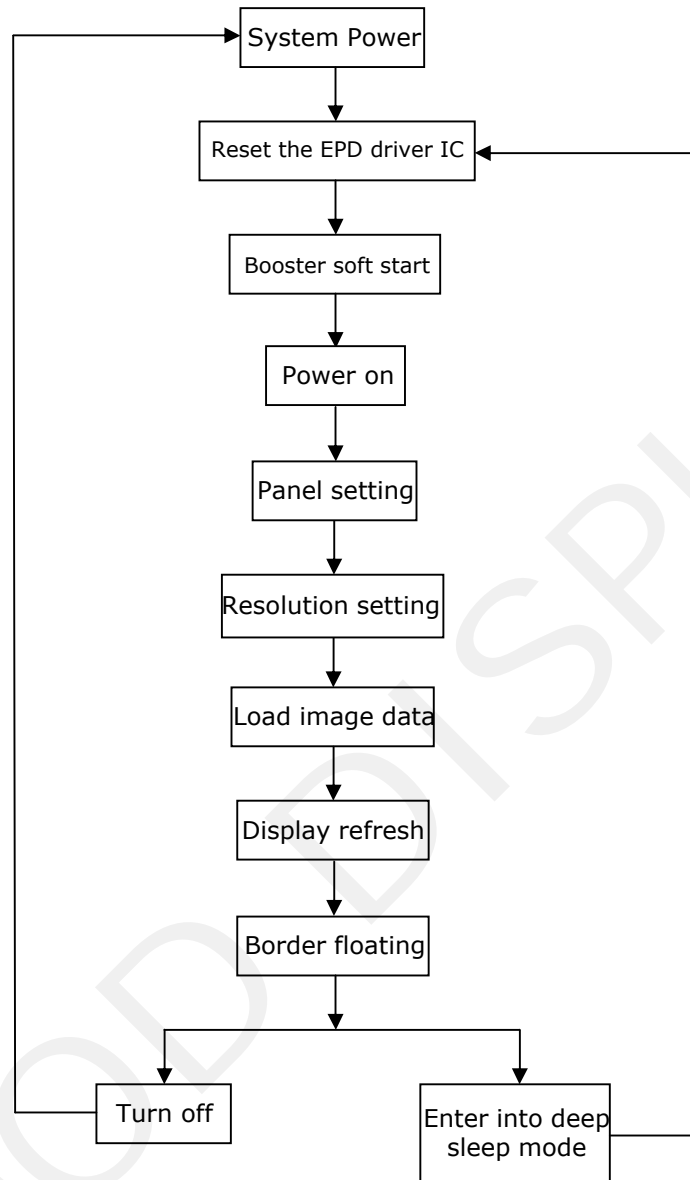 System Power
Reset the EPD driver IC
Booster soft start
Power on
Panel setting
Resolution setting
Load image data
Display refresh
Border floating
Turn off
Enter into deep
sleep mode